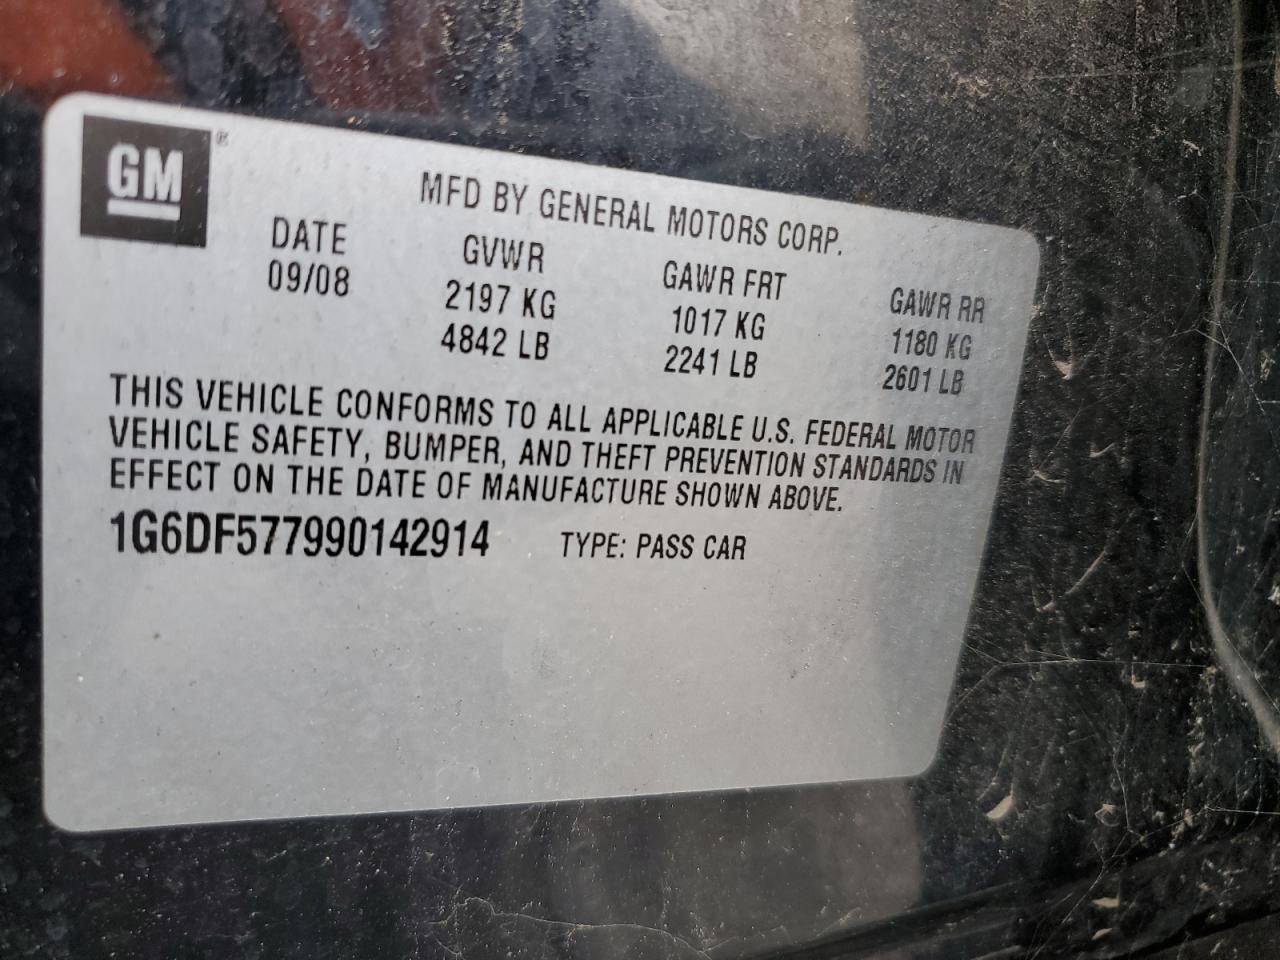 GM®
MFD BY GENERAL MOTORS CORP.
DATE GVWR GAWR FRT GAWR RR
09/08 2197 KG 1017 KG 1180 KG
4842 LB 2241 LB 2601 LB
THIS VEHICLE CONFORMS TO ALL APPLICABLE U.S. FEDERAL MOTOR
VEHICLE SAFETY, BUMPER, AND THEFT PREVENTION STANDARDS IN
EFFECT ON THE DATE OF MANUFACTURE SHOWN ABOVE.
1G6DF577990142914 TYPE: PASS CAR